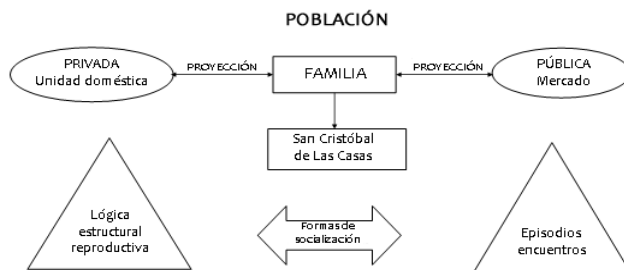 POBLACIÓN
PRIVADA
Unidad doméstica
PROYECCIÓN
FAMILIA
PROYECCIÓN
PÚBLICA
Mercado
San Cristóbal
de Las Casas
Lógica
estructural
reproductiva
Formas de
socialización
Episodios
encuentros